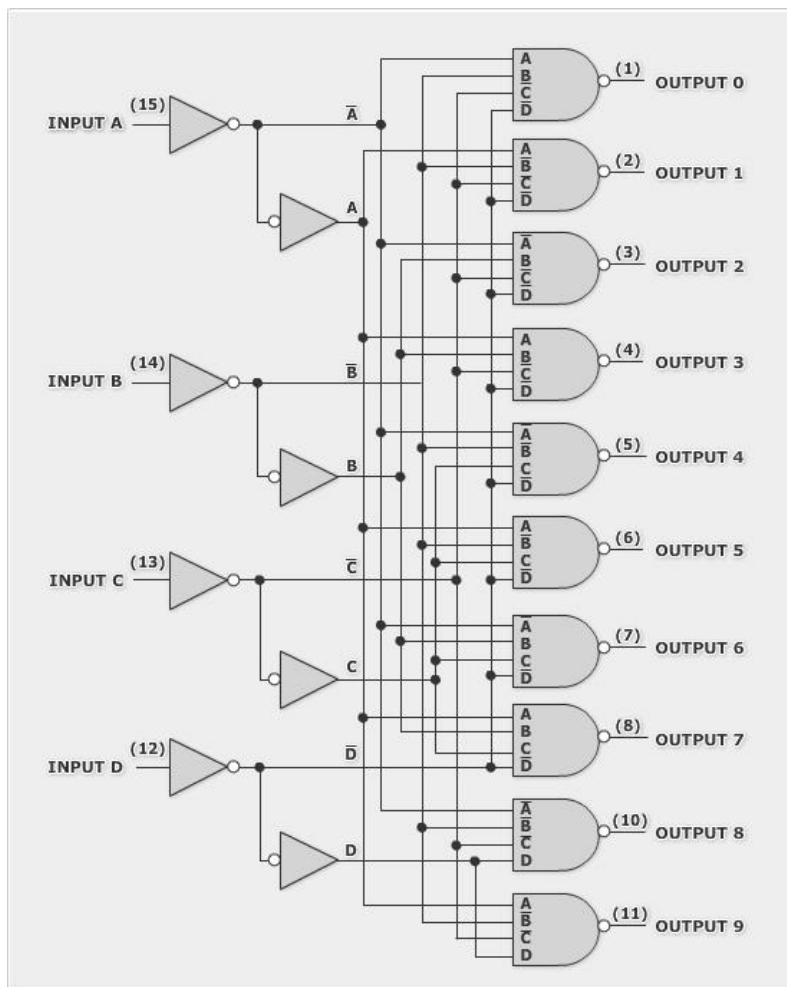 A
B
C̅
D̅
(1) OUTPUT 0
(15)
INPUT A
A̅
A
B̅
C̅
D̅
(2) OUTPUT 1
A
A̅
B
C̅
D̅
(3) OUTPUT 2
A
B
C̅
D̅
(4) OUTPUT 3
(14)
INPUT B
B̅
A̅
B̅
C
D̅
(5) OUTPUT 4
B
A
B̅
C
D̅
(6) OUTPUT 5
(13)
INPUT C
C̅
A̅
B
C
D̅
(7) OUTPUT 6
C
A
B
C
D̅
(8) OUTPUT 7
(12)
INPUT D
D̅
A̅
B̅
C̅
D
(10) OUTPUT 8
D
A
B̅
C̅
D
(11) OUTPUT 9